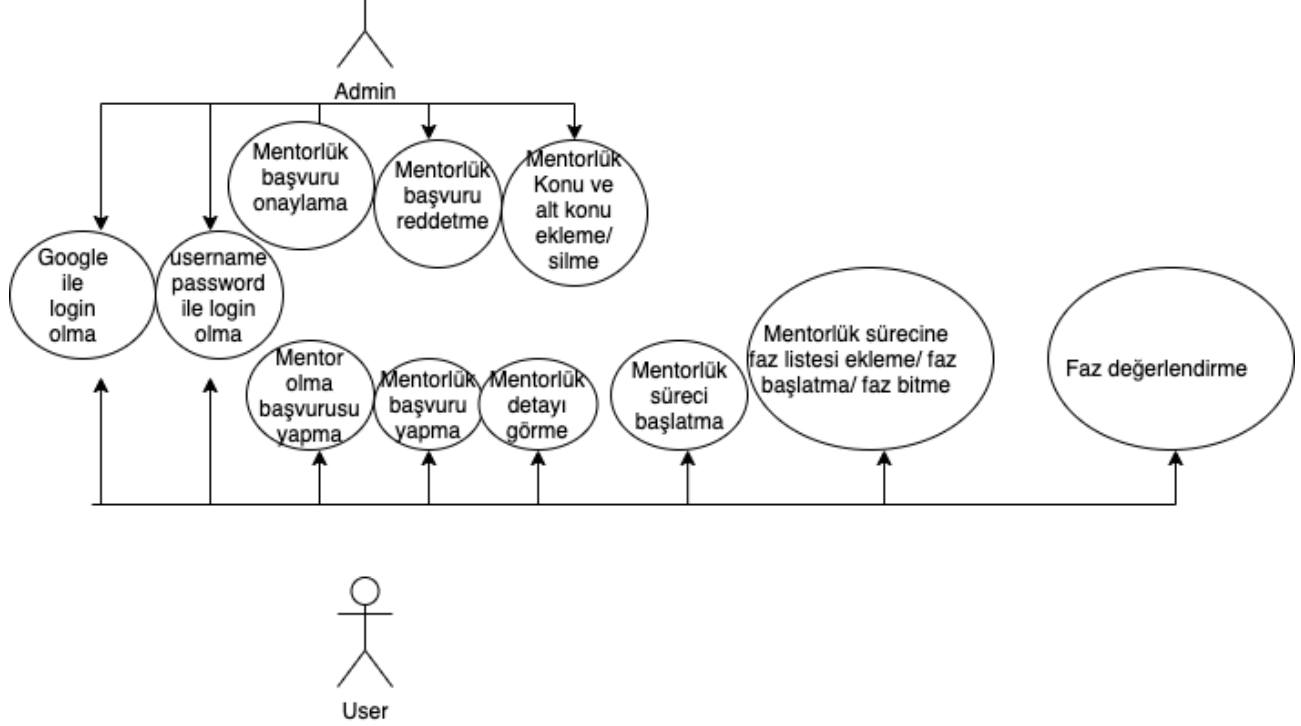 Admin
Mentorlük
başvuru
onaylama
Mentorlük
başvuru
reddetme
Mentorlük
Konu ve
alt konu
ekleme/
silme
Google
ile
login
olma
username
password
ile login
olma
Mentor
olma
başvurusu
yapma
Mentorlük
başvuru
yapma
Mentorlük
detayı
görme
Mentorlük
süreci
başlatma
Mentorlük sürecine
faz listesi ekleme/ faz
başlatma/ faz bitme
Faz değerlendirme
User